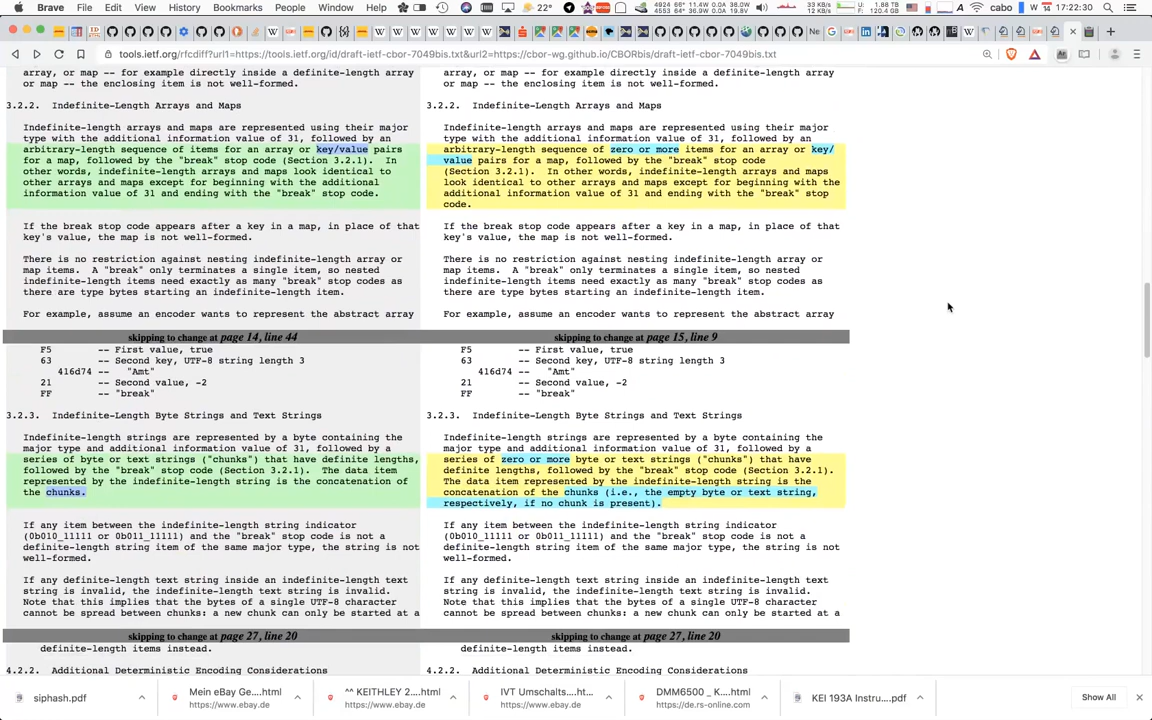 Brave File Edit View History Bookmarks People Window Help 22° 33 KB/s 19 KB/s U: 1.88 TB F: 120.4 GB cabo W 14 17:22:30
tools.ietf.org/rfcdiff?url1=https://tools.ietf.org/id/draft-ietf-cbor-7049bis.txt&url2=https://cbor-wg.github.io/CBORbis/draft-ietf-cbor-7049bis.txt
array, or map -- for example directly inside a definite-length array
or map -- the enclosing item is not well-formed.
3.2.2. Indefinite-Length Arrays and Maps
Indefinite-length arrays and maps are represented using their major
type with the additional information value of 31, followed by an
arbitrary-length sequence of items for an array or key/value pairs
for a map, followed by the "break" stop code (Section 3.2.1). In
other words, indefinite-length arrays and maps look identical to
other arrays and maps except for beginning with the additional
information value of 31 and ending with the "break" stop code.
If the break stop code appears after a key in a map, in place of that
key's value, the map is not well-formed.
There is no restriction against nesting indefinite-length array or
map items. A "break" only terminates a single item, so nested
indefinite-length items need exactly as many "break" stop codes as
there are type bytes starting an indefinite-length item.
For example, assume an encoder wants to represent the abstract array
skipping to change at page 14, line 44
F5 -- First value, true
63 -- Second key, UTF-8 string length 3
416d74 -- "Amt"
21 -- Second value, -2
FF -- "break"
3.2.3. Indefinite-Length Byte Strings and Text Strings
Indefinite-length strings are represented by a byte containing the
major type and additional information value of 31, followed by a
series of byte or text strings ("chunks") that have definite lengths,
followed by the "break" stop code (Section 3.2.1). The data item
represented by the indefinite-length string is the concatenation of
the chunks.
If any item between the indefinite-length string indicator
(0b010_11111 or 0b011_11111) and the "break" stop code is not a
definite-length string item of the same major type, the string is not
well-formed.
If any definite-length text string inside an indefinite-length text
string is invalid, the indefinite-length text string is invalid.
Note that this implies that the bytes of a single UTF-8 character
cannot be spread between chunks: a new chunk can only be started at a
skipping to change at page 27, line 20
definite-length items instead.
4.2.2. Additional Deterministic Encoding Considerations
array, or map -- for example directly inside a definite-length array
or map -- the enclosing item is not well-formed.
3.2.2. Indefinite-Length Arrays and Maps
Indefinite-length arrays and maps are represented using their major
type with the additional information value of 31, followed by an
arbitrary-length sequence of zero or more items for an array or key/
value pairs for a map, followed by the "break" stop code
(Section 3.2.1). In other words, indefinite-length arrays and maps
look identical to other arrays and maps except for beginning with the
additional information value of 31 and ending with the "break" stop
code.
If the break stop code appears after a key in a map, in place of that
key's value, the map is not well-formed.
There is no restriction against nesting indefinite-length array or
map items. A "break" only terminates a single item, so nested
indefinite-length items need exactly as many "break" stop codes as
there are type bytes starting an indefinite-length item.
For example, assume an encoder wants to represent the abstract array
skipping to change at page 15, line 9
F5 -- First value, true
63 -- Second key, UTF-8 string length 3
416d74 -- "Amt"
21 -- Second value, -2
FF -- "break"
3.2.3. Indefinite-Length Byte Strings and Text Strings
Indefinite-length strings are represented by a byte containing the
major type and additional information value of 31, followed by a
series of zero or more byte or text strings ("chunks") that have
definite lengths, followed by the "break" stop code (Section 3.2.1).
The data item represented by the indefinite-length string is the
concatenation of the chunks (i.e., the empty byte or text string,
respectively, if no chunk is present).
If any item between the indefinite-length string indicator
(0b010_11111 or 0b011_11111) and the "break" stop code is not a
definite-length string item of the same major type, the string is not
well-formed.
If any definite-length text string inside an indefinite-length text
string is invalid, the indefinite-length text string is invalid.
Note that this implies that the bytes of a single UTF-8 character
cannot be spread between chunks: a new chunk can only be started at a
skipping to change at page 27, line 20
definite-length items instead.
4.2.2. Additional Deterministic Encoding Considerations
siphash.pdf
Mein eBay Ge....html
https://www.ebay.de
^^ KEITHLEY 2....html
https://www.ebay.de
IVT Umschalts....html
https://www.ebay.de
DMM6500 _ K....html
https://de.rs-online.com
KEI 193A Instru....pdf
Show All